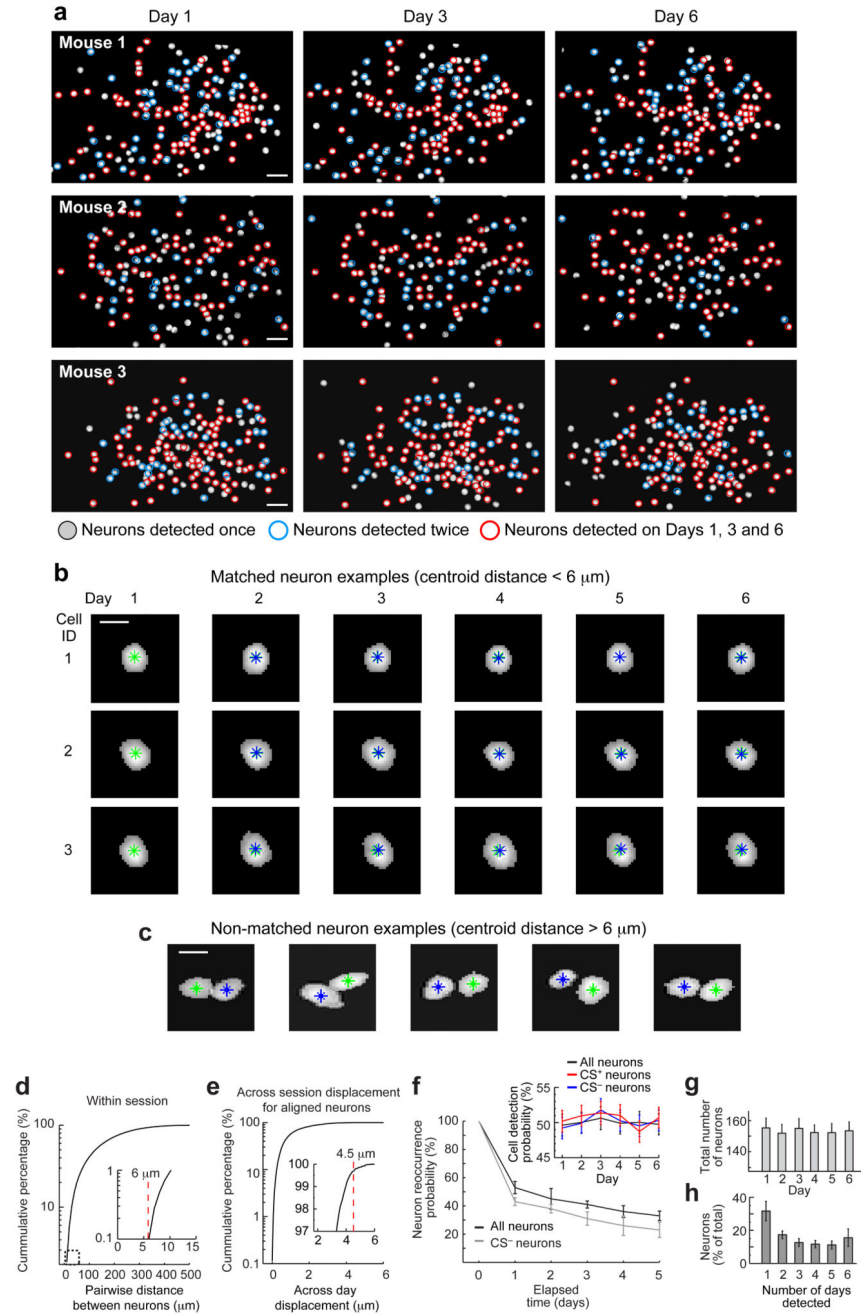 a
Day 1
Day 3
Day 6
Mouse 1
Mouse 2
Mouse 3
Neurons detected once
Neurons detected twice
Neurons detected on Days 1, 3 and 6
b
Matched neuron examples (centroid distance < 6 μm)
Day 1 2 3 4 5 6
Cell
ID
1
2
3
c
Non-matched neuron examples (centroid distance > 6 μm)
d
Within session
Cummulative percentage (%)
100
10
1
0.1
6 μm
1
0.1
0 5 10 15
0 100 300 500
Pairwise distance
between neurons (μm)
e
Across session displacement
for aligned neurons
Cummulative percentage (%)
100
10
1
0.1
4.5 μm
100
99
98
97
2 4 6
0 2 4 6
Across day
displacement (μm)
f
Neuron reoccurrence
probability (%)
100
80
60
40
20
0 1 2 3 4 5
Elapsed
time (days)
All neurons
CS⁻ neurons
All neurons
CS⁺ neurons
CS⁻ neurons
Cell detection
probability (%)
55
50
1 2 3 4 5 6
Day
g
Total number
of neurons
160
140
1 2 3 4 5 6
Day
h
Neurons
(% of total)
40
20
0
1 2 3 4 5 6
Number of days
detected